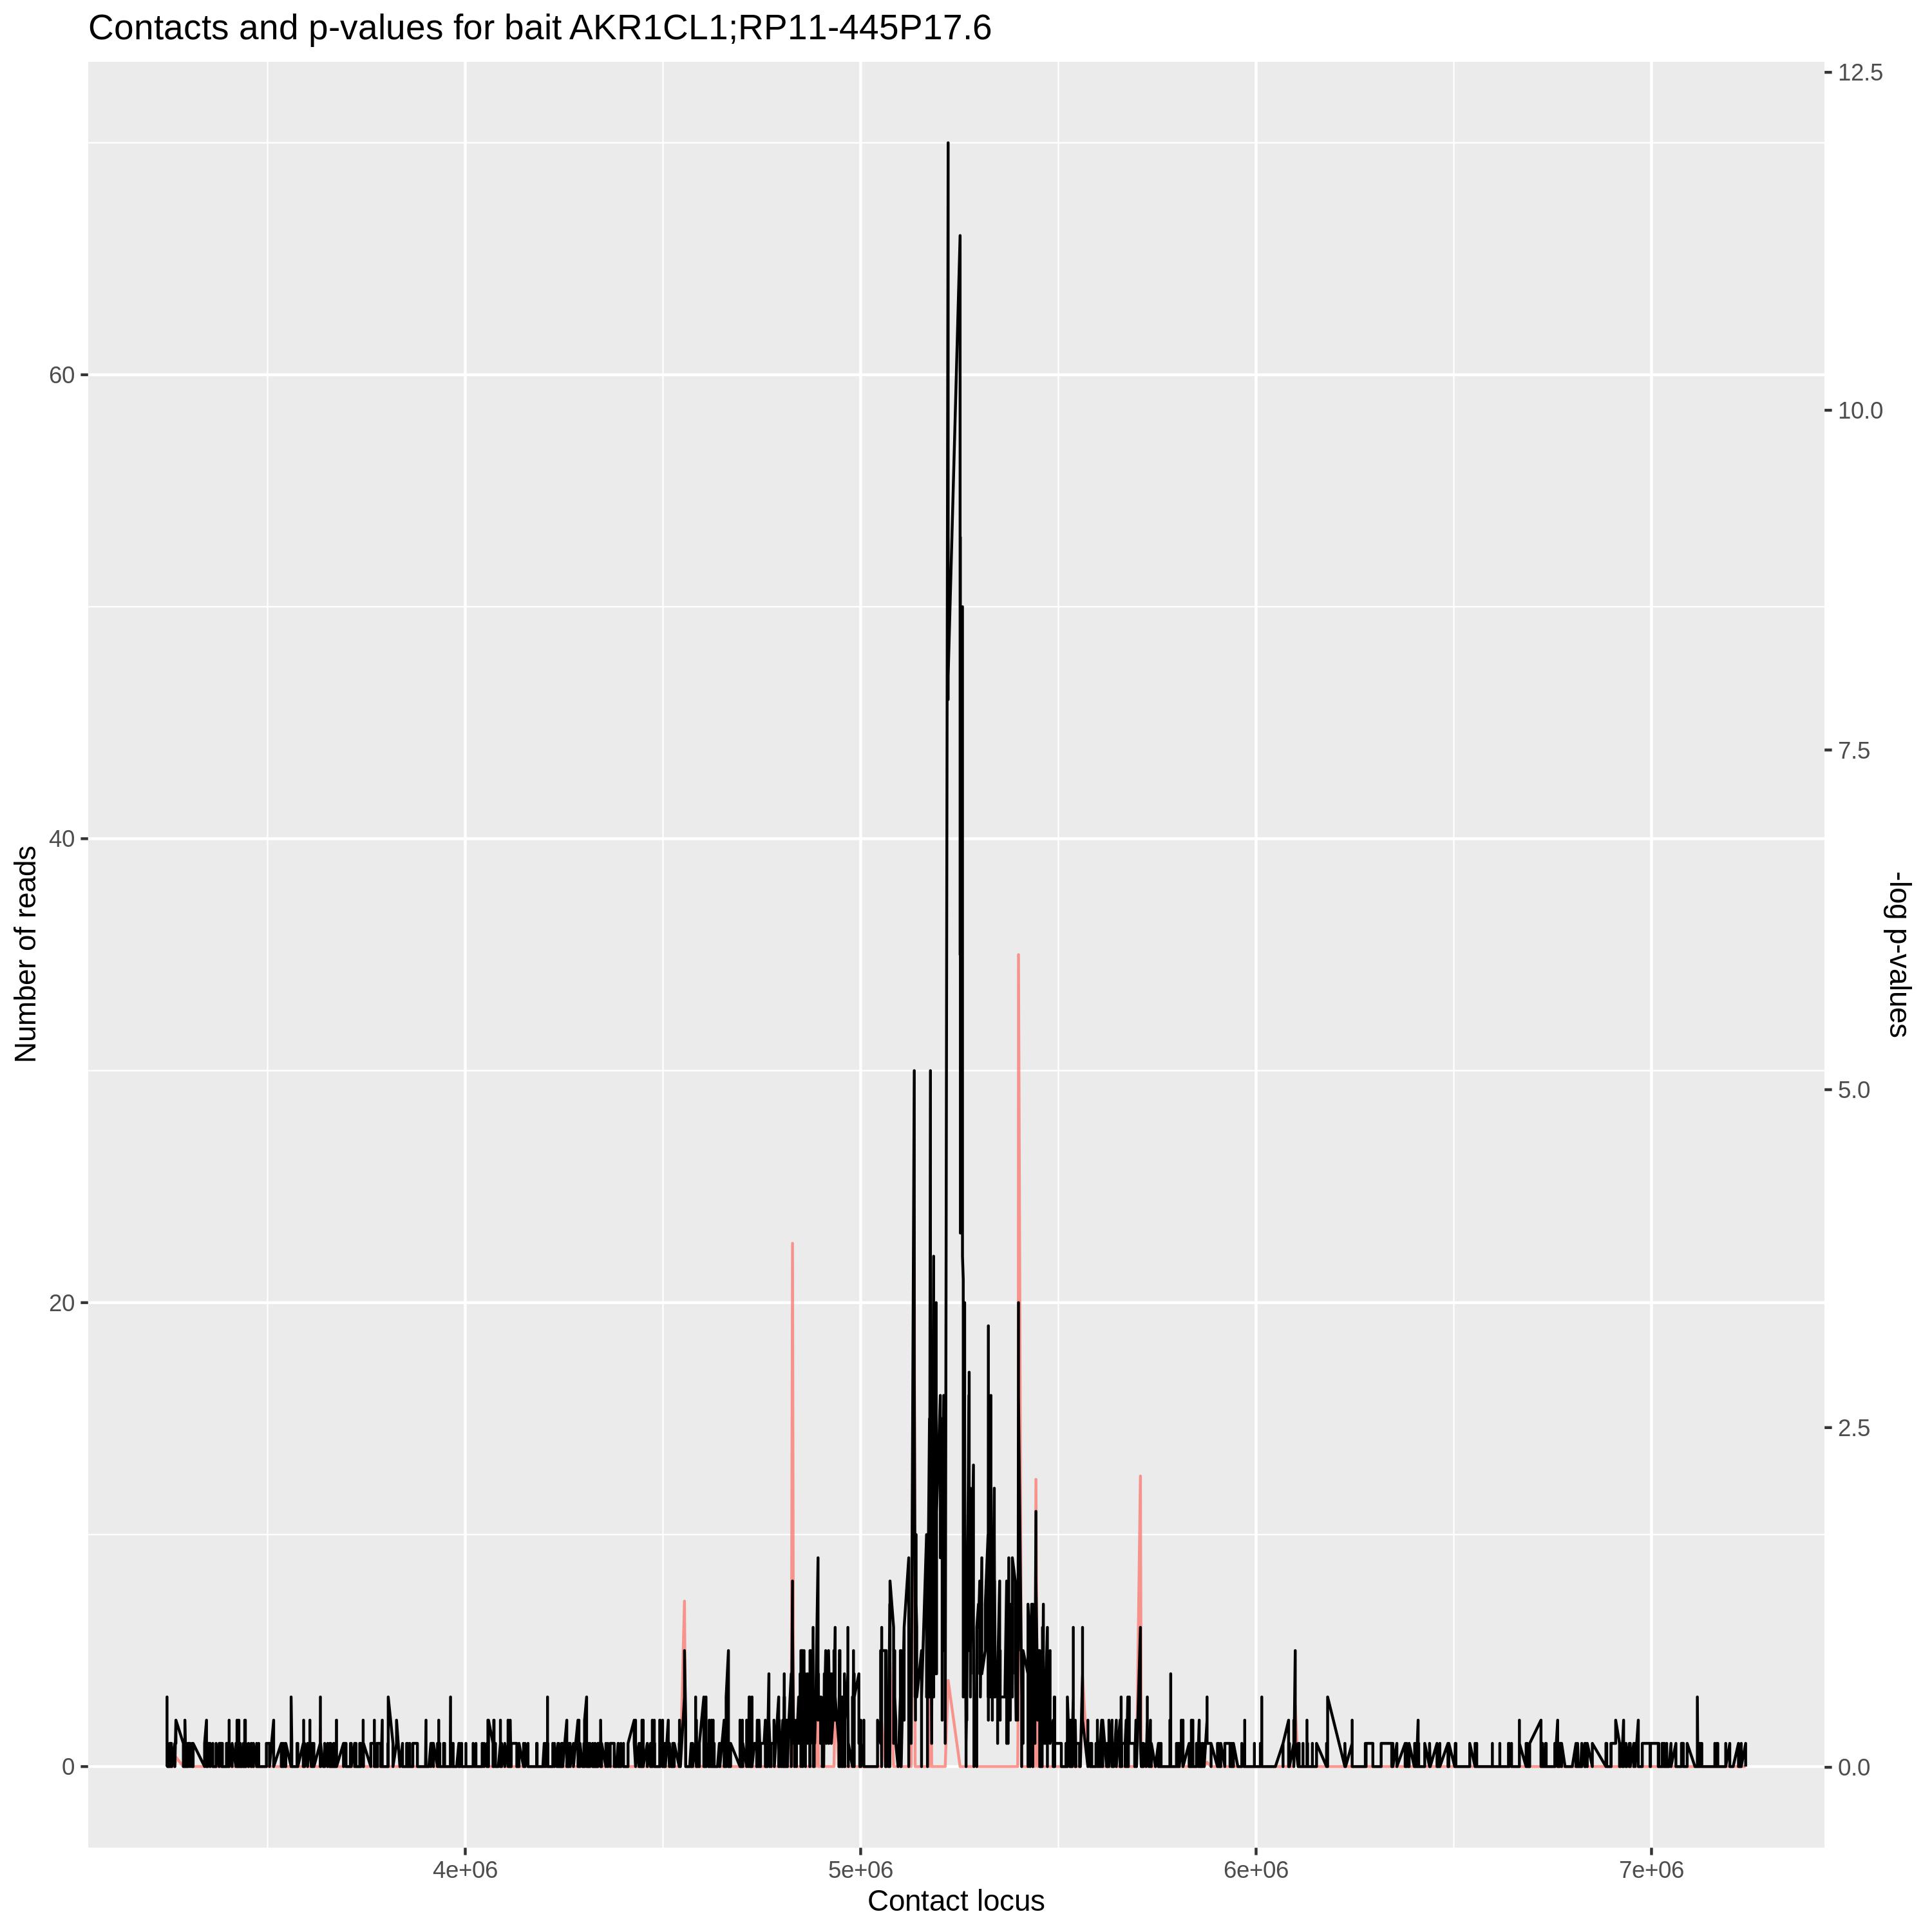 Contacts and p-values for bait AKR1CL1;RP11-445P17.6
12.5
10.0
7.5
5.0
2.5
0.0
60
40
20
0
Number of reads
-log p-values
4e+06
5e+06
6e+06
7e+06
Contact locus